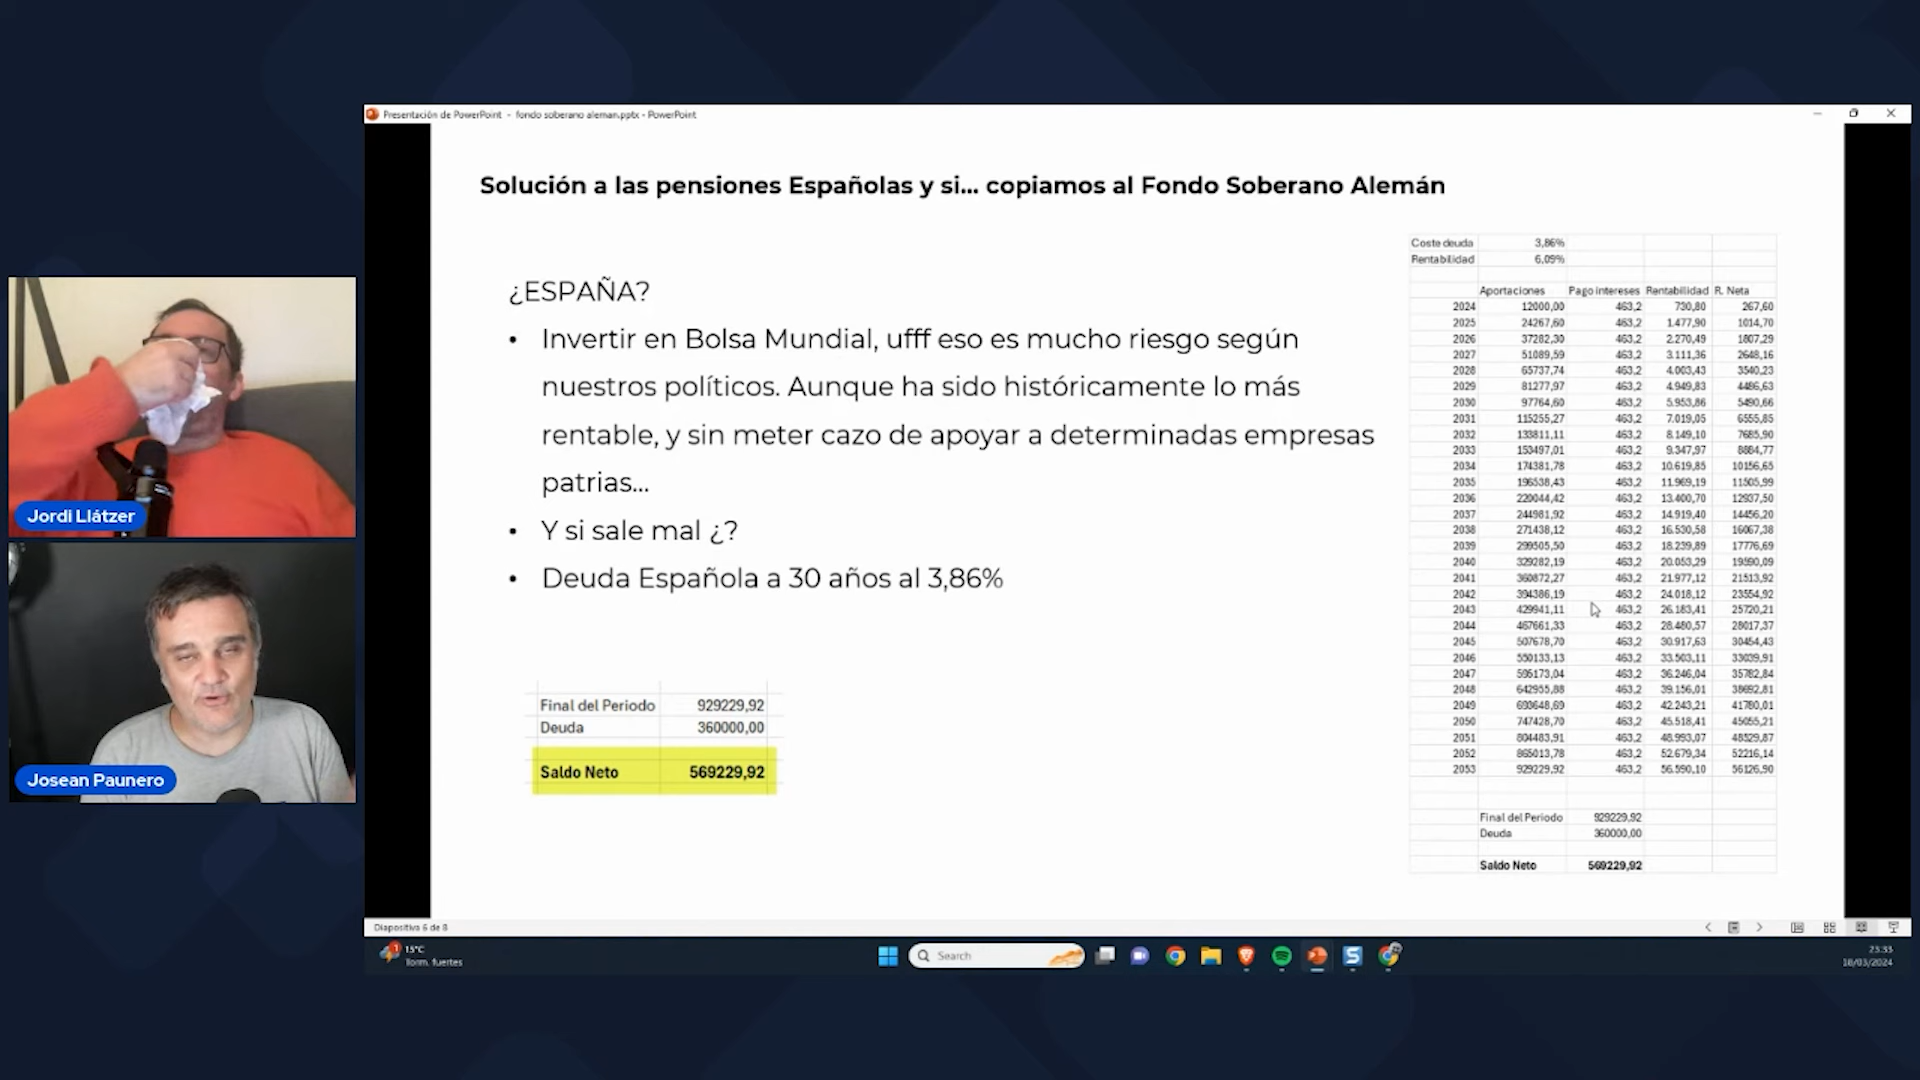 Presentación de PowerPoint - fondo soberano aleman.pptx - PowerPoint
Solución a las pensiones Españolas y si... copiamos al Fondo Soberano Alemán
¿ESPAÑA?
• Invertir en Bolsa Mundial, ufff eso es mucho riesgo según
nuestros políticos. Aunque ha sido históricamente lo más
rentable, y sin meter cazo de apoyar a determinadas empresas
patrias...
• Y si sale mal ¿?
• Deuda Española a 30 años al 3,86%
Final del Periodo 929229,92
Deuda 360000,00
Saldo Neto 569229,92
Coste deuda 3,86%
Rentabilidad 6,09%
Aportaciones Pago intereses Rentabilidad R. Neta
2024 12000,00 463,2 730,80 267,60
2025 24267,60 463,2 1.477,90 1014,70
2026 37282,30 463,2 2.270,49 1807,29
2027 51089,59 463,2 3.111,36 2648,16
2028 65737,74 463,2 4.003,43 3540,23
2029 81277,97 463,2 4.949,83 4486,63
2030 97764,60 463,2 5.953,86 5490,66
2031 115255,27 463,2 7.019,05 6555,85
2032 133811,11 463,2 8.149,10 7685,90
2033 153497,01 463,2 9.347,97 8884,77
2034 174381,78 463,2 10.619,85 10156,65
2035 196538,43 463,2 11.969,19 11505,99
2036 220044,42 463,2 13.400,70 12937,50
2037 244981,92 463,2 14.919,40 14456,20
2038 271438,12 463,2 16.530,58 16067,38
2039 299505,50 463,2 18.239,89 17776,69
2040 329282,19 463,2 20.053,29 19590,09
2041 360872,27 463,2 21.977,12 21513,92
2042 394386,19 463,2 24.018,12 23554,92
2043 429941,11 463,2 26.183,41 25720,21
2044 467661,33 463,2 28.480,57 28017,37
2045 507678,70 463,2 30.917,63 30454,43
2046 550133,13 463,2 33.503,11 33039,91
2047 595173,04 463,2 36.246,04 35782,84
2048 642955,88 463,2 39.156,01 38692,81
2049 693648,69 463,2 42.243,21 41780,01
2050 747428,70 463,2 45.518,41 45055,21
2051 804483,91 463,2 48.993,07 48529,87
2052 865013,78 463,2 52.679,34 52216,14
2053 929229,92 463,2 56.590,10 56126,90
Final del Periodo 929229,92
Deuda 360000,00
Saldo Neto 569229,92
Jordi Llátzer
Josean Paunero
Diapositiva 6 de 8
1
15°C
Torm. fuertes
Search
23:33
18/03/2024